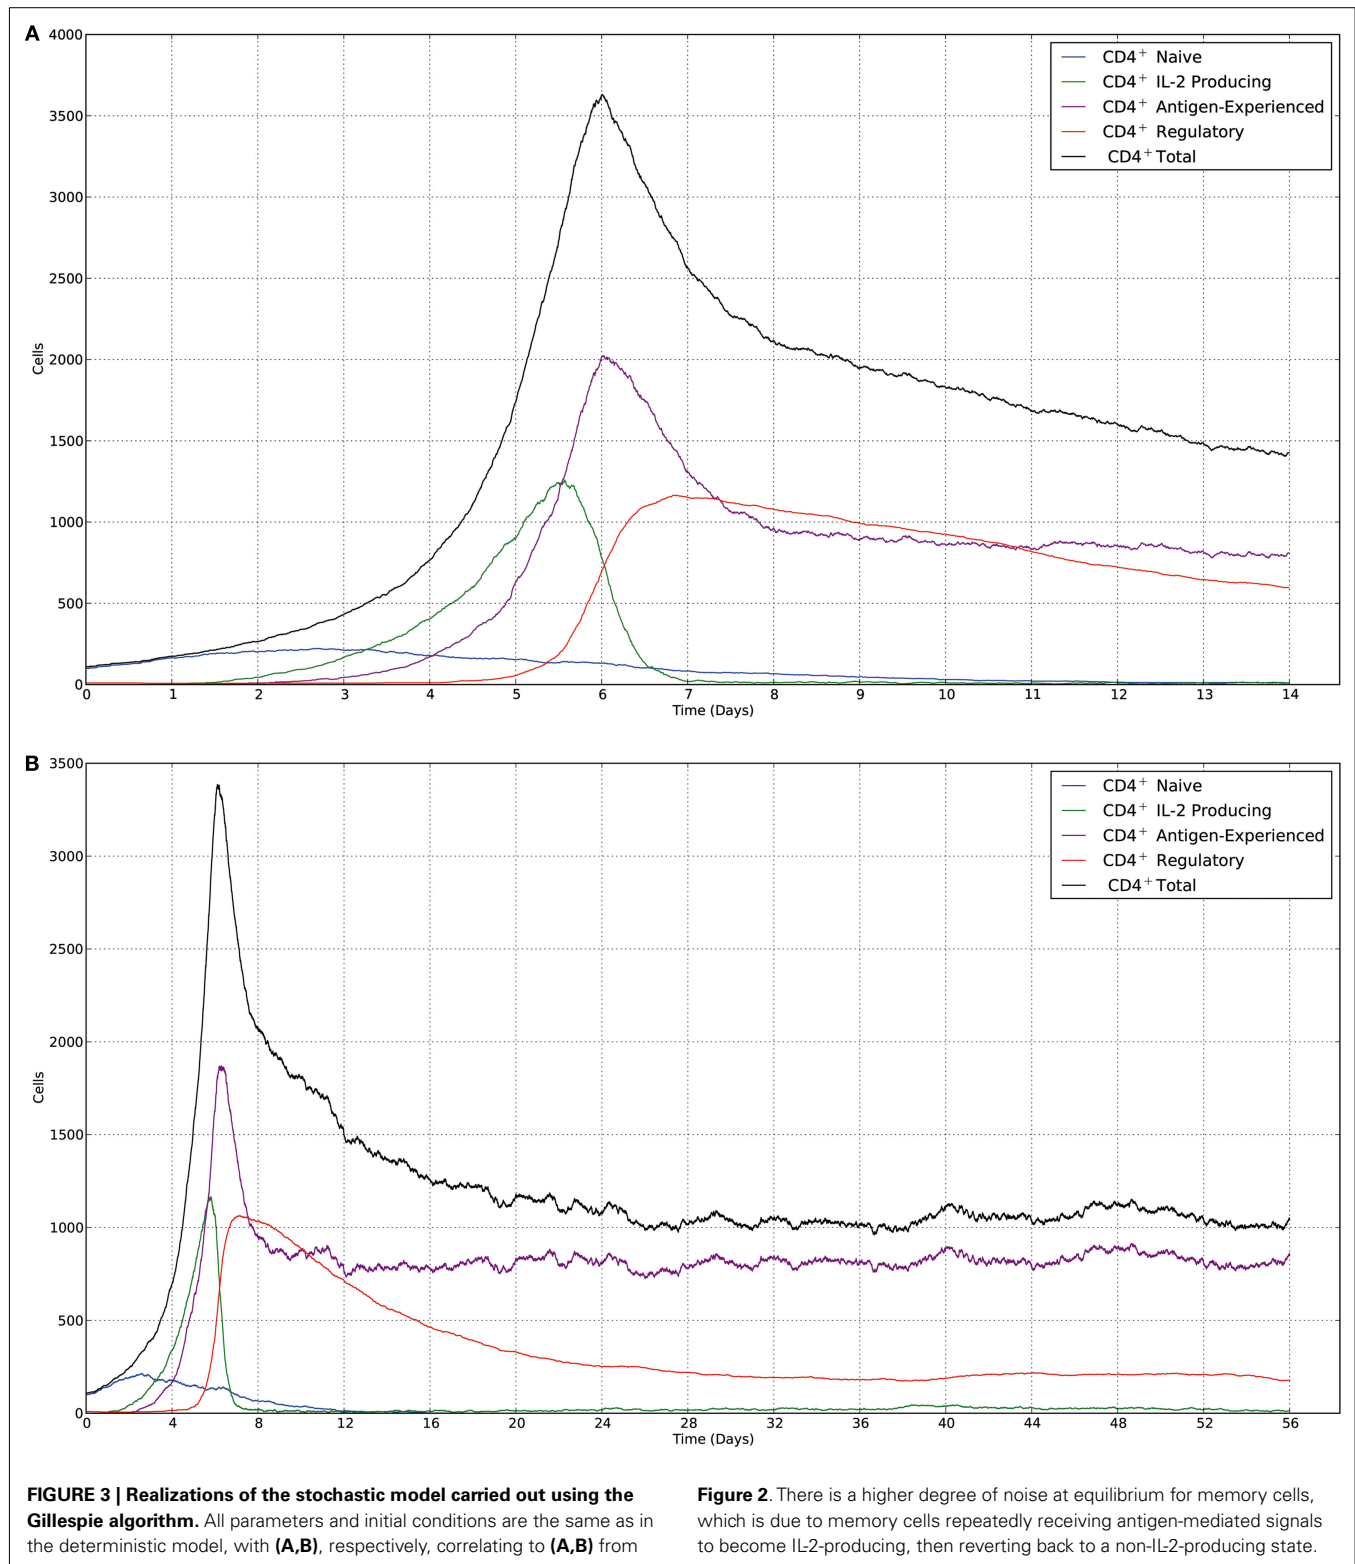 A
4000
3500
3000
2500
2000
1500
1000
500
0
Cells
CD4+ Naive
CD4+ IL-2 Producing
CD4+ Antigen-Experienced
CD4+ Regulatory
CD4+ Total
0 1 2 3 4 5 6 7 8 9 10 11 12 13 14
Time (Days)
B
3500
3000
2500
2000
1500
1000
500
0
Cells
CD4+ Naive
CD4+ IL-2 Producing
CD4+ Antigen-Experienced
CD4+ Regulatory
CD4+ Total
0 4 8 12 16 20 24 28 32 36 40 44 48 52 56
Time (Days)
FIGURE 3 | Realizations of the stochastic model carried out using the
Gillespie algorithm. All parameters and initial conditions are the same as in
the deterministic model, with (A,B), respectively, correlating to (A,B) from
Figure 2. There is a higher degree of noise at equilibrium for memory cells,
which is due to memory cells repeatedly receiving antigen-mediated signals
to become IL-2-producing, then reverting back to a non-IL-2-producing state.